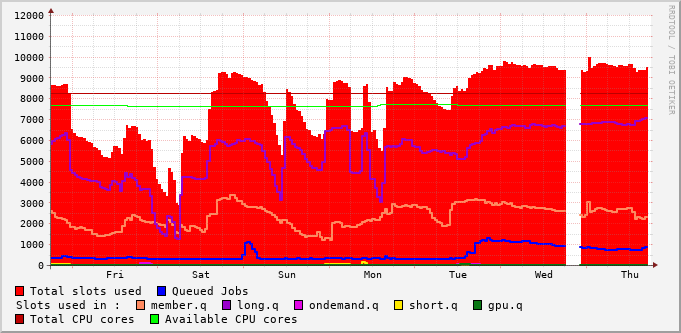 12000
11000
10000
9000
8000
7000
6000
5000
4000
3000
2000
1000
0
Fri Sat Sun Mon Tue Wed Thu
RRDTOOL / TOBI OETIKER
Total slots used Queued Jobs
Slots used in : member.q long.q ondemand.q short.q gpu.q
Total CPU cores Available CPU cores